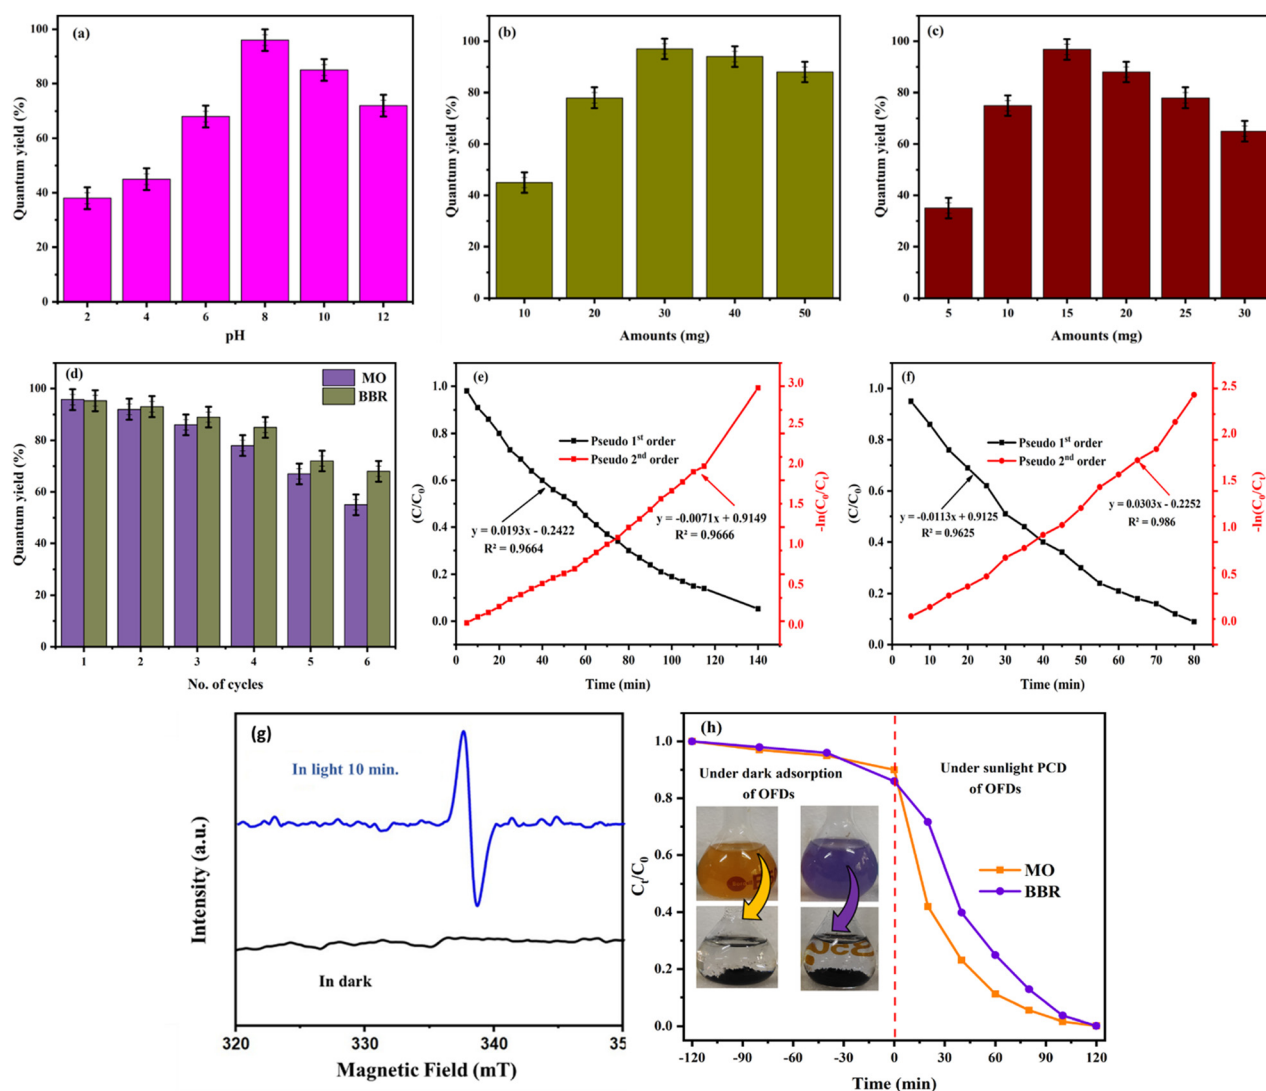 (a)
Quantum yield (%)
100
80
60
40
20
0
2 4 6 8 10 12
pH
(b)
Quantum yield (%)
100
80
60
40
20
0
10 20 30 40 50
Amounts (mg)
(c)
Quantum yield (%)
100
80
60
40
20
0
5 10 15 20 25 30
Amounts (mg)
(d)
MO
BBR
Quantum yield (%)
100
80
60
40
20
0
1 2 3 4 5 6
No. of cycles
(e)
(C/C0)
1.0
0.8
0.6
0.4
0.2
0.0
Pseudo 1st order
Pseudo 2nd order
y = 0.0193x - 0.2422
R² = 0.9664
y = -0.0071x + 0.9149
R² = 0.9666
3.0
2.5
2.0
1.5
1.0
0.5
0.0
-ln(C0/Ct)
0 20 40 60 80 100 120 140
Time (min)
(f)
(C/C0)
1.0
0.8
0.6
0.4
0.2
0.0
Pseudo 1st order
Pseudo 2nd order
y = -0.0113x + 0.9125
R² = 0.9625
y = 0.0303x - 0.2252
R² = 0.986
2.5
2.0
1.5
1.0
0.5
0.0
-ln(C0/Ct)
0 10 20 30 40 50 60 70 80
Time (min)
(g)
In light 10 min.
In dark
Intensity (a.u.)
320 330 340 35
Magnetic Field (mT)
(h)
Under dark adsorption
of OFDs
Under sunlight PCD
of OFDs
MO
BBR
Ct/C0
1.0
0.8
0.6
0.4
0.2
0.0
-120 -90 -60 -30 0 30 60 90 120
Time (min)